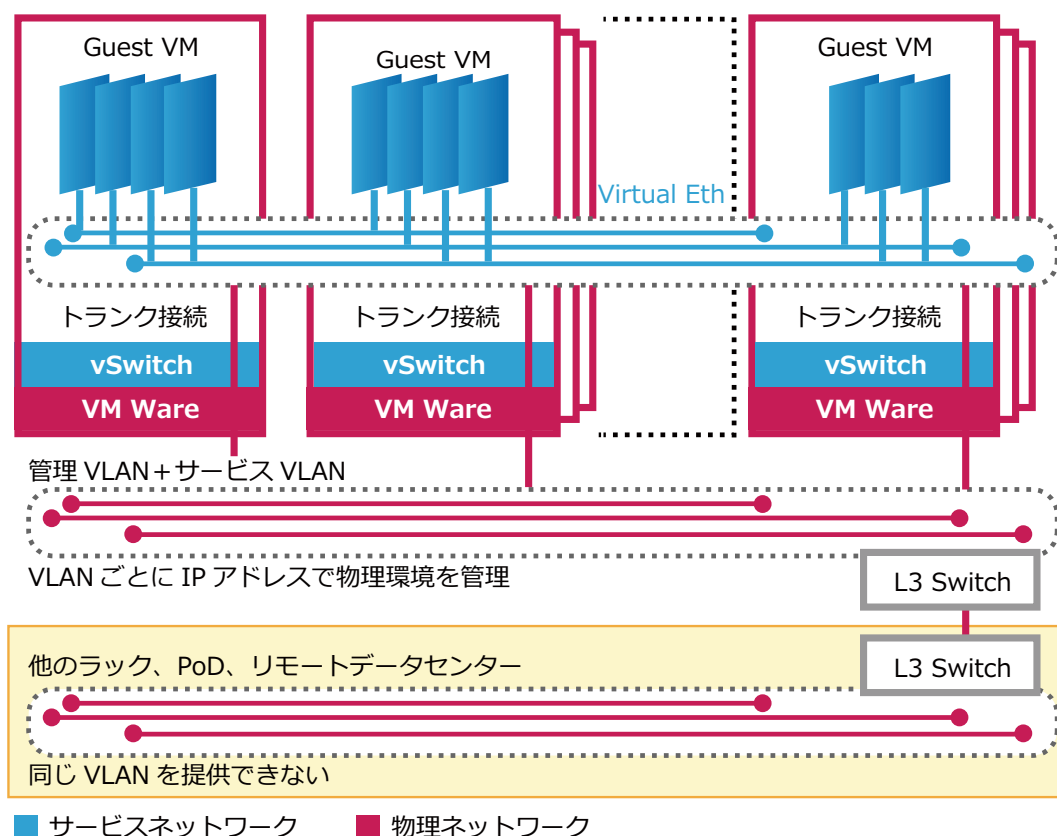 Guest VM
Guest VM
Guest VM
Virtual Eth
トランク接続
トランク接続
トランク接続
vSwitch
vSwitch
vSwitch
VM Ware
VM Ware
VM Ware
管理 VLAN＋サービス VLAN
VLAN ごとに IP アドレスで物理環境を管理
L3 Switch
他のラック、PoD、リモートデータセンター
L3 Switch
同じ VLAN を提供できない
サービスネットワーク
物理ネットワーク